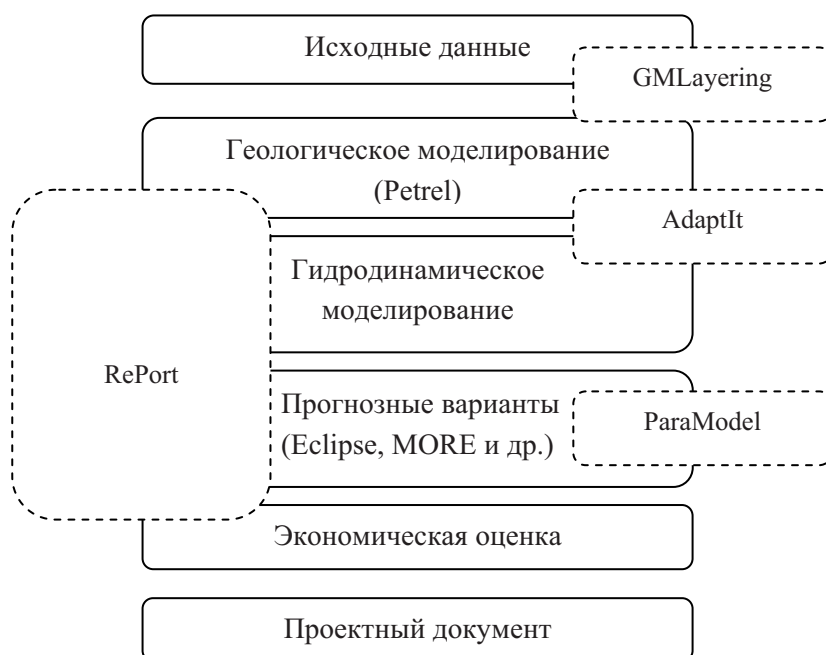 Исходные данные
GMLayering
Геологическое моделирование
(Petrel)
AdaptIt
Гидродинамическое
моделирование
RePort
Прогнозные варианты
(Eclipse, MORE и др.)
ParaModel
Экономическая оценка
Проектный документ